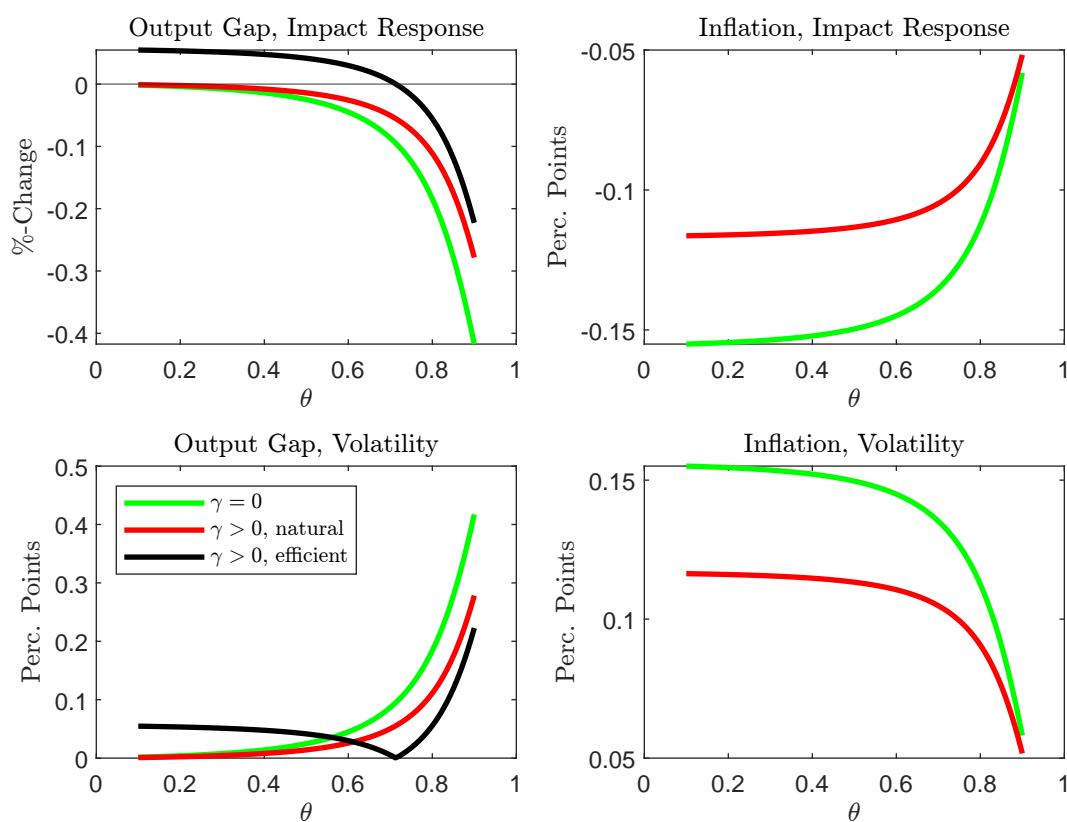 Output Gap, Impact Response
%-Change
0
-0.1
-0.2
-0.3
-0.4
0 0.2 0.4 0.6 0.8 1
θ
Inflation, Impact Response
Perc. Points
-0.05
-0.1
-0.15
0 0.2 0.4 0.6 0.8 1
θ
Output Gap, Volatility
Perc. Points
0.5
0.4
0.3
0.2
0.1
0
γ = 0
γ > 0, natural
γ > 0, efficient
0 0.2 0.4 0.6 0.8 1
θ
Inflation, Volatility
Perc. Points
0.15
0.1
0.05
0 0.2 0.4 0.6 0.8 1
θ